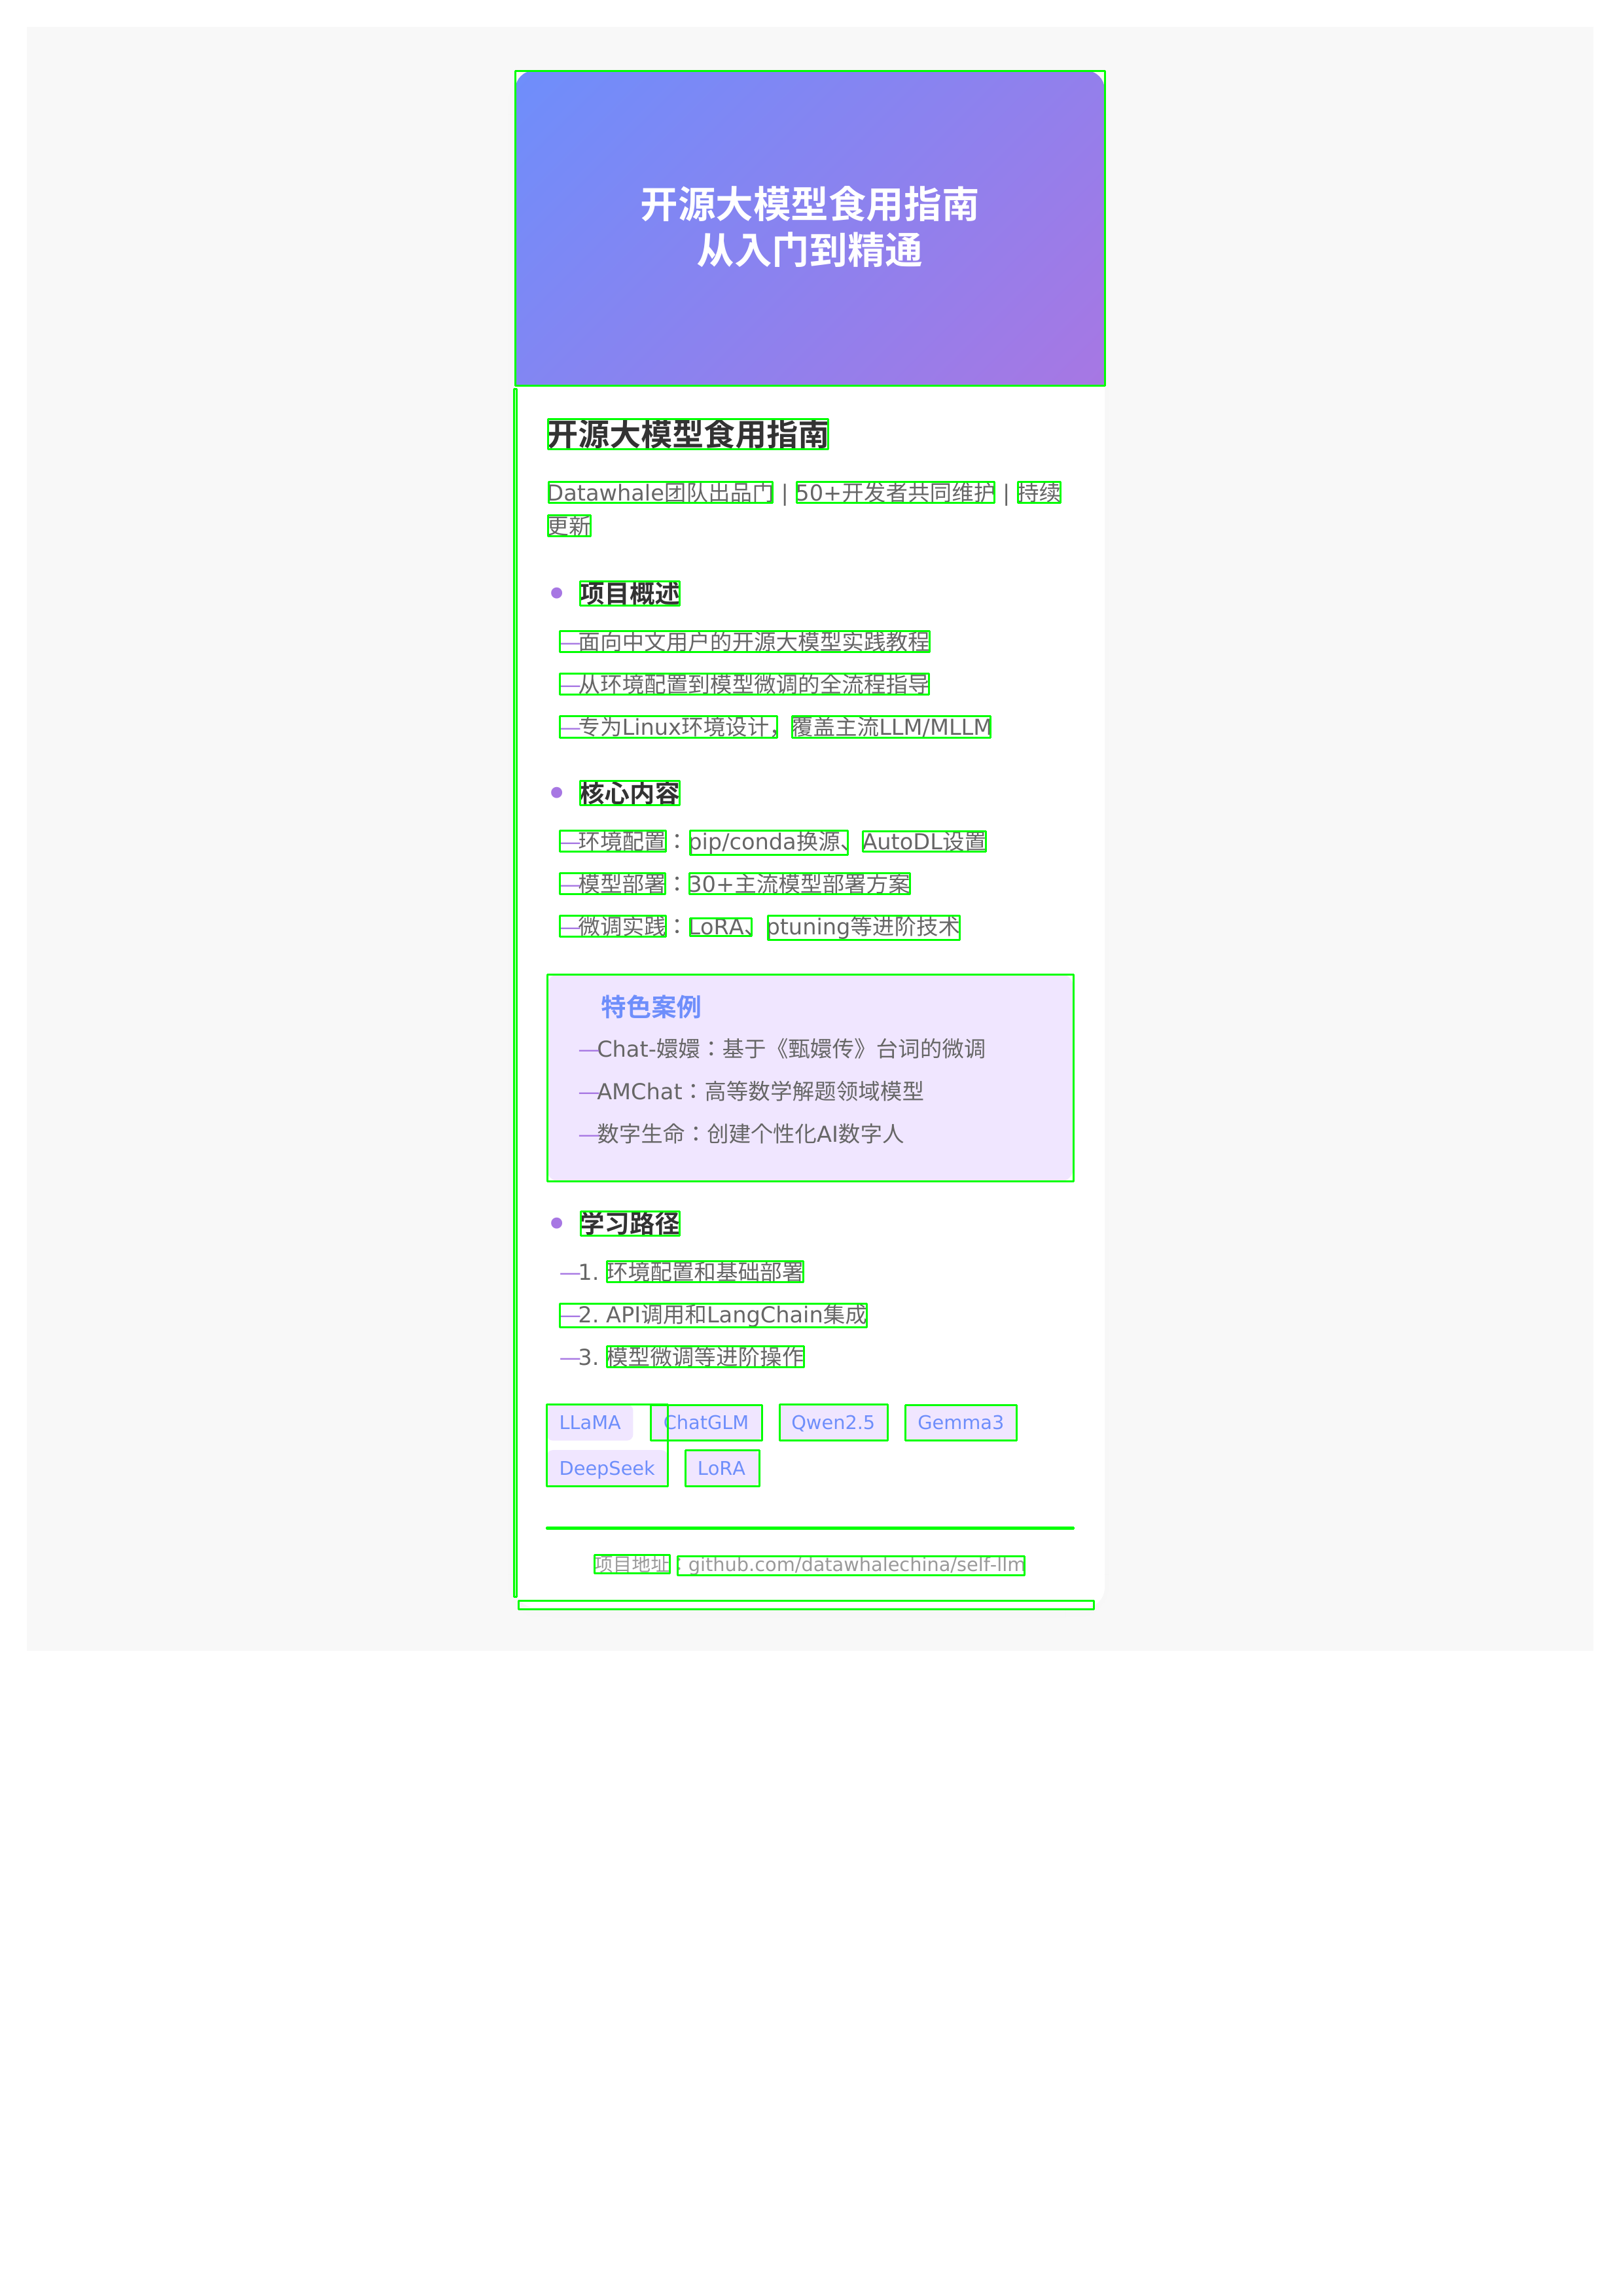 开源大模型食用指南
从入门到精通
开源大模型食用指南
Datawhale团队出品门 | 50+开发者共同维护 | 持续
更新
项目概述
—面向中文用户的开源大模型实践教程
—从环境配置到模型微调的全流程指导
—专为Linux环境设计，覆盖主流LLM/MLLM
核心内容
—环境配置：pip/conda换源、AutoDL设置
—模型部署：30+主流模型部署方案
—微调实践：LoRA、ptuning等进阶技术
特色案例
—Chat-嬛嬛：基于《甄嬛传》台词的微调
—AMChat：高等数学解题领域模型
—数字生命：创建个性化AI数字人
学习路径
—1. 环境配置和基础部署
—2. API调用和LangChain集成
—3. 模型微调等进阶操作
LLaMA ChatGLM Qwen2.5 Gemma3
DeepSeek LoRA
项目地址：github.com/datawhalechina/self-llm